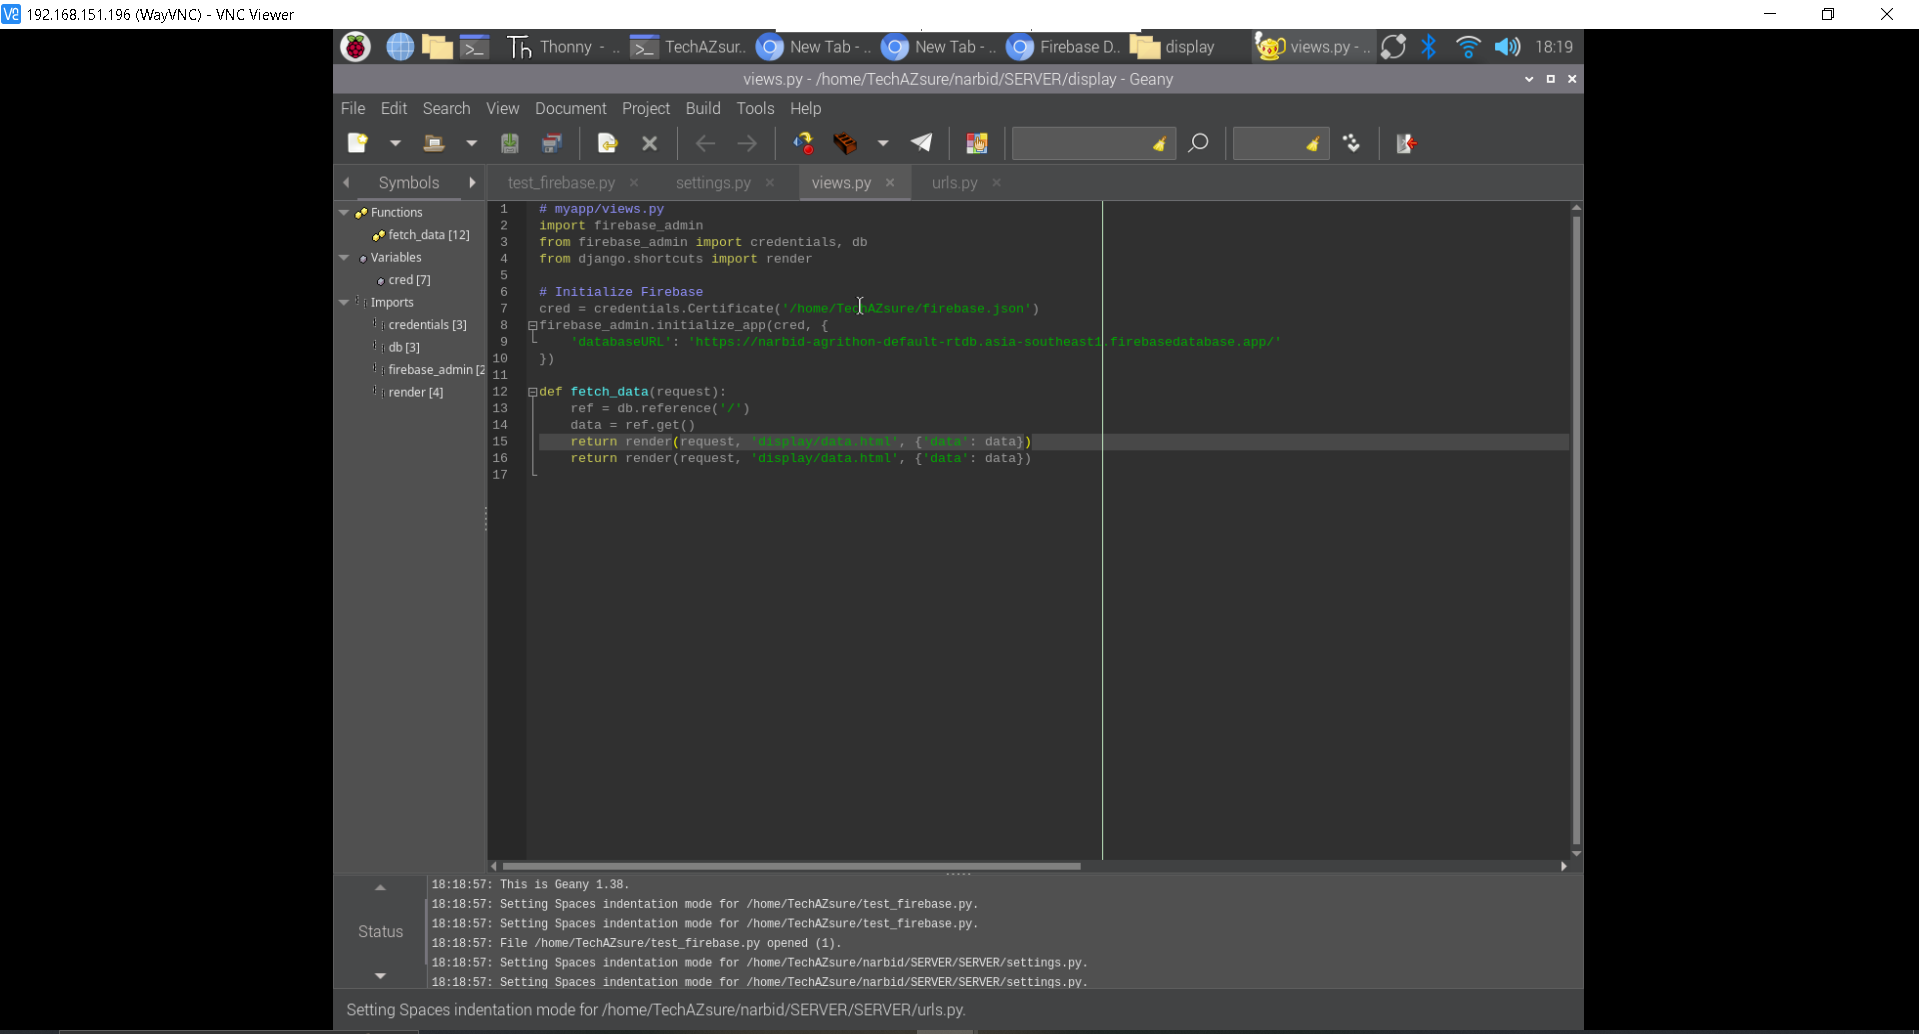 192.168.151.196 (WayVNC) - VNC Viewer
Thonny - .. TechAZsur.. New Tab - .. New Tab - .. Firebase D.. display views.py - .. 18:19
views.py - /home/TechAZsure/narbid/SERVER/display - Geany
File Edit Search View Document Project Build Tools Help
Symbols test_firebase.py settings.py views.py urls.py
Functions
fetch_data [12]
Variables
cred [7]
Imports
credentials [3]
db [3]
firebase_admin [2
render [4]
1 # myapp/views.py
2 import firebase_admin
3 from firebase_admin import credentials, db
4 from django.shortcuts import render
5
6 # Initialize Firebase
7 cred = credentials.Certificate('/home/TechAZsure/firebase.json')
8 firebase_admin.initialize_app(cred, {
9 'databaseURL': 'https://narbid-agrithon-default-rtdb.asia-southeast1.firebasedatabase.app/'
10 })
11
12 def fetch_data(request):
13 ref = db.reference('/')
14 data = ref.get()
15 return render(request, 'display/data.html', {'data': data})
16 return render(request, 'display/data.html', {'data': data})
17
Status
18:18:57: This is Geany 1.38.
18:18:57: Setting Spaces indentation mode for /home/TechAZsure/test_firebase.py.
18:18:57: Setting Spaces indentation mode for /home/TechAZsure/test_firebase.py.
18:18:57: File /home/TechAZsure/test_firebase.py opened (1).
18:18:57: Setting Spaces indentation mode for /home/TechAZsure/narbid/SERVER/SERVER/settings.py.
18:18:57: Setting Spaces indentation mode for /home/TechAZsure/narbid/SERVER/SERVER/settings.py.
Setting Spaces indentation mode for /home/TechAZsure/narbid/SERVER/SERVER/urls.py.